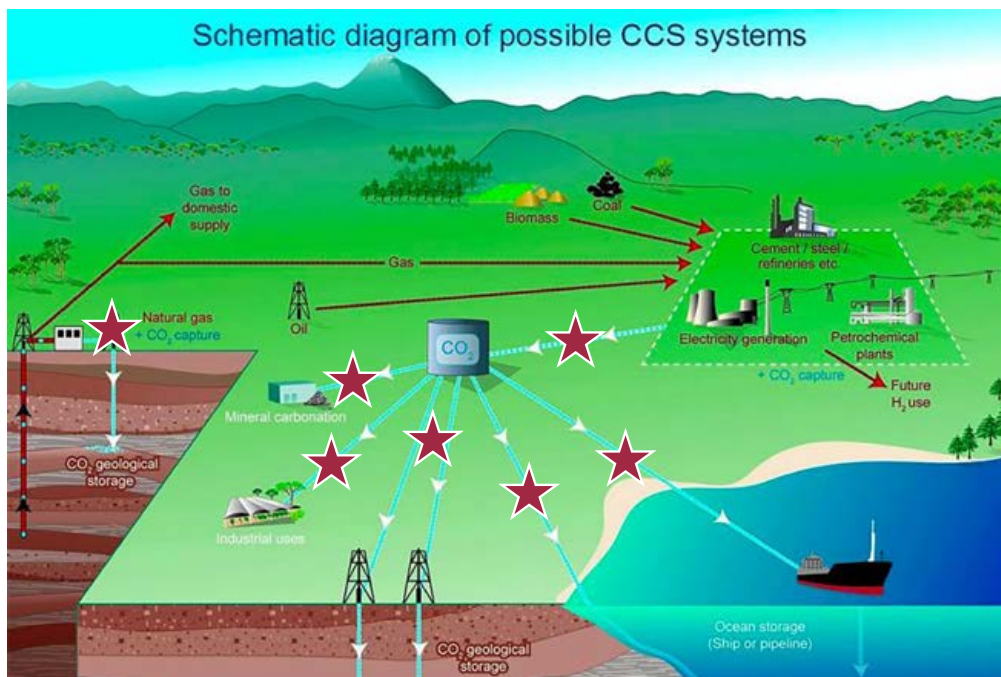 Schematic diagram of possible CCS systems
Gas to
domestic
supply
Biomass
Coal
Cement / steel /
refineries etc.
Gas
Natural gas
+ CO₂ capture
Oil
CO₂
Electricity generation
Petrochemical
plants
+ CO₂ capture
Future
H₂ use
Mineral carbonation
CO₂ geological
storage
Industrial uses
Ocean storage
(Ship or pipeline)
CO₂ geological
storage